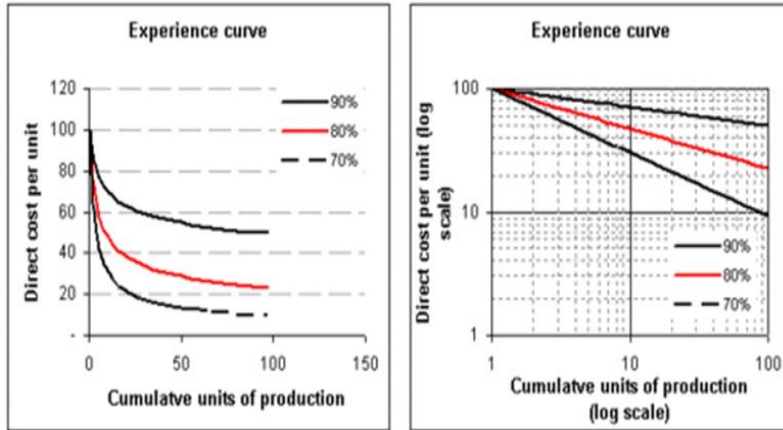 Experience curve
120
100
80
60
40
20
-
0
50
100
150
90%
80%
70%
Direct cost per unit
Cumulatve units of production
Experience curve
100
10
1
1
10
100
90%
80%
70%
Direct cost per unit (log
scale)
Cumulatve units of production
(log scale)